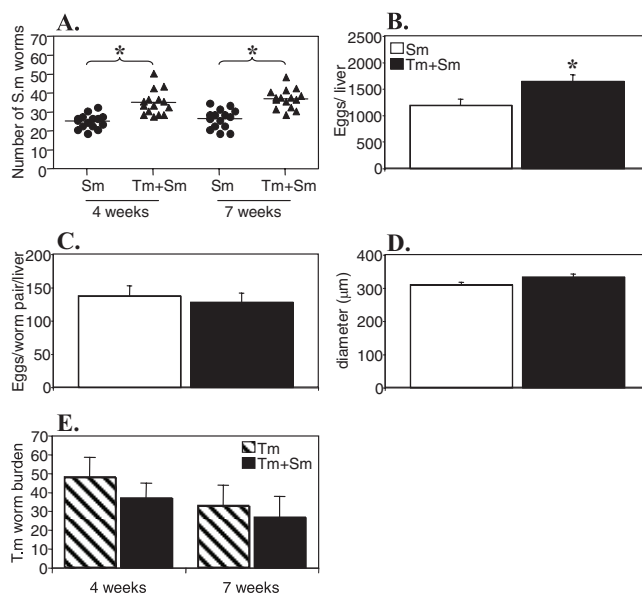 A.
Number of S.m worms
70
60
50
40
30
20
10
0
*
*
Sm
Tm+Sm
Sm
Tm+Sm
4 weeks
7 weeks
B.
Eggs/ liver
2500
2000
1500
1000
500
0
Sm
Tm+Sm
*
C.
Eggs/worm pair/liver
200
150
100
50
0
D.
diameter (µm)
400
300
200
100
0
E.
T.m worm burden
70
60
50
40
30
20
10
0
Tm
Tm+Sm
4 weeks
7 weeks